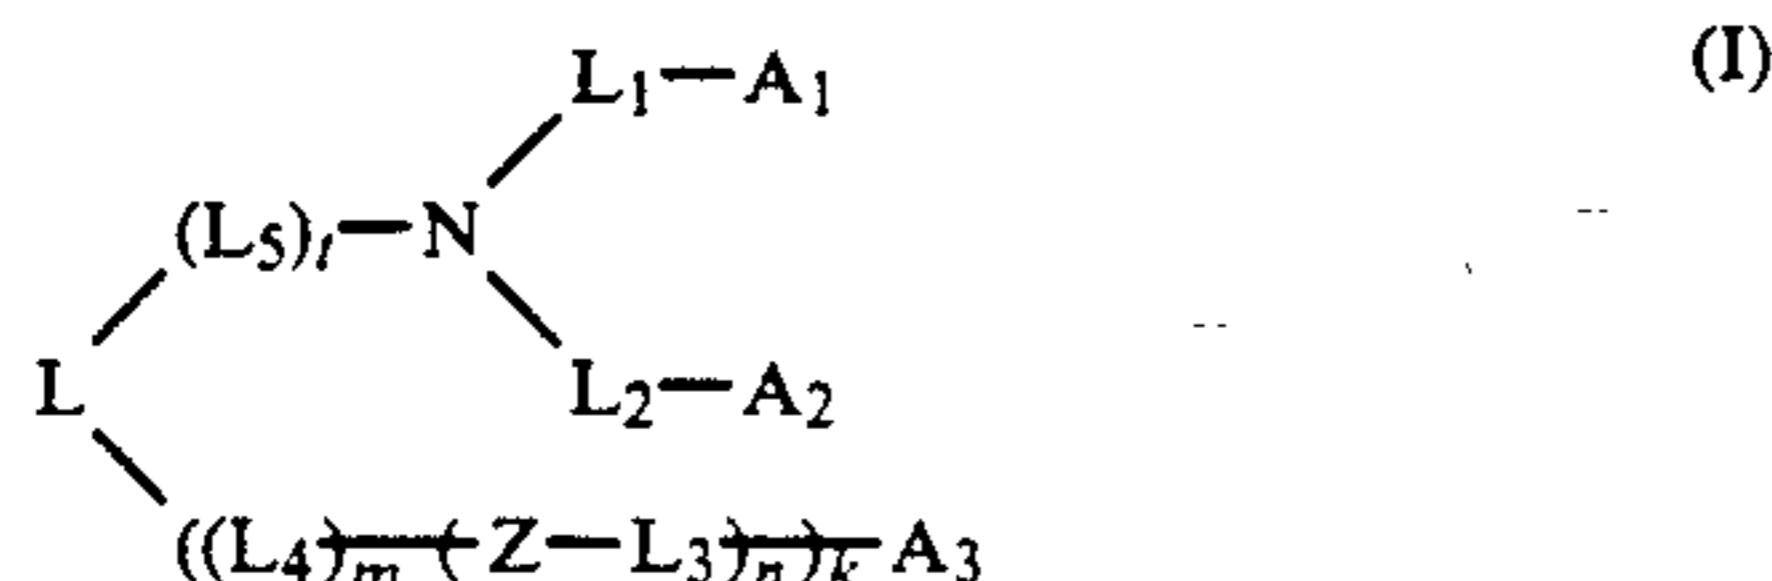 L1—A1 (I)
(L5)l—N
L L2—A2
((L4)m(Z—L3)n)k—A3